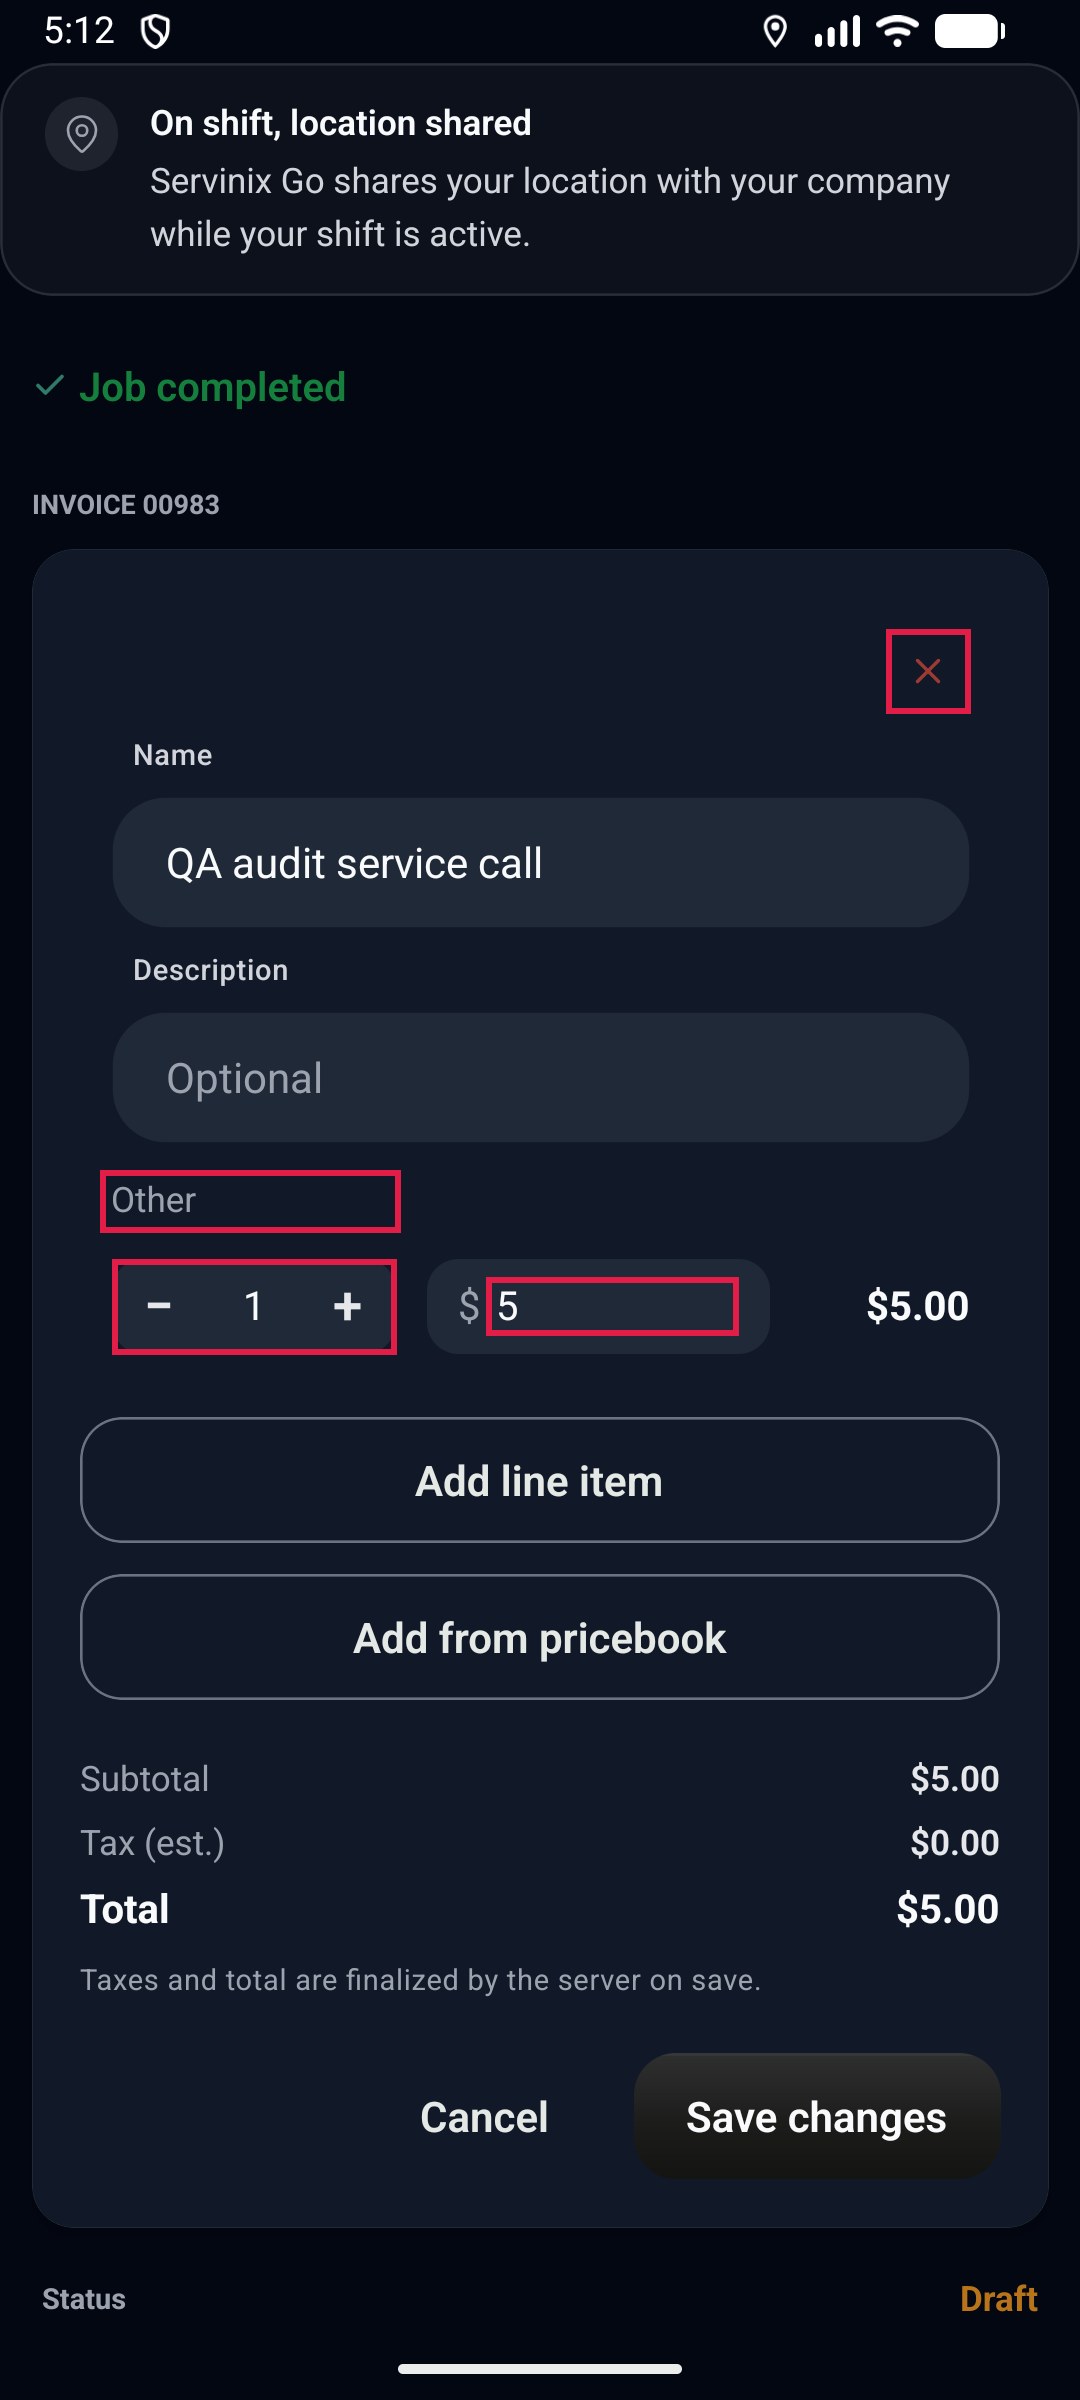 5:12
On shift, location shared
Servinix Go shares your location with your company
while your shift is active.
Job completed
INVOICE 00983
Name
QA audit service call
Description
Optional
Other
− 1 + $ 5 $5.00
Add line item
Add from pricebook
Subtotal $5.00
Tax (est.) $0.00
Total $5.00
Taxes and total are finalized by the server on save.
Cancel Save changes
Status Draft